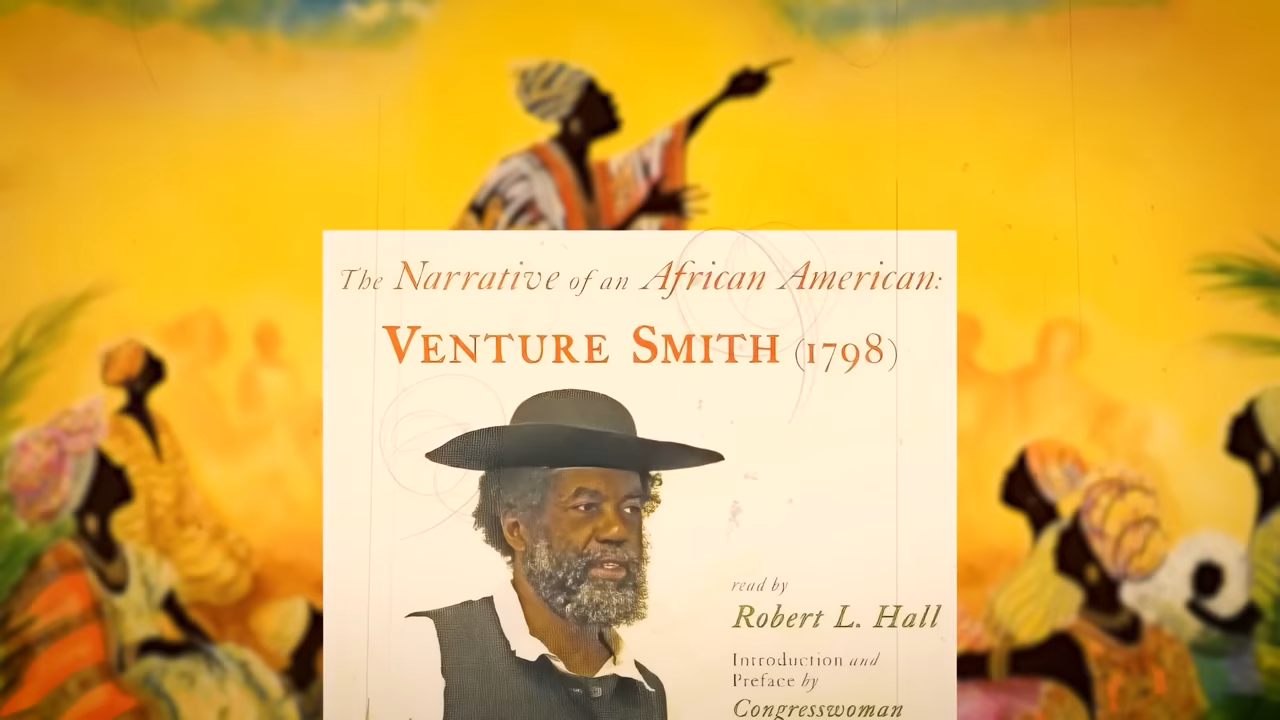 The Narrative of an African American:
VENTURE SMITH (1798)
read by
Robert L. Hall
Introduction and
Preface by
Congresswoman